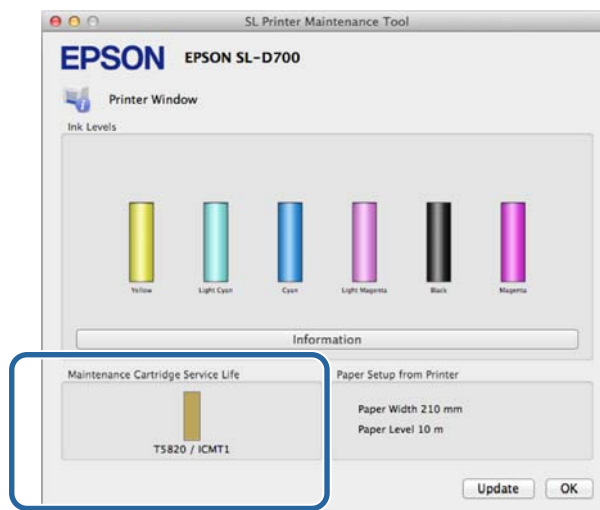 SL Printer Maintenance Tool
EPSON EPSON SL-D700
Printer Window
Ink Levels
Yellow Light Cyan Cyan Light Magenta Black Magenta
Information
Maintenance Cartridge Service Life Paper Setup from Printer
Paper Width 210 mm
Paper Level 10 m
T5820 / ICMT1
Update OK